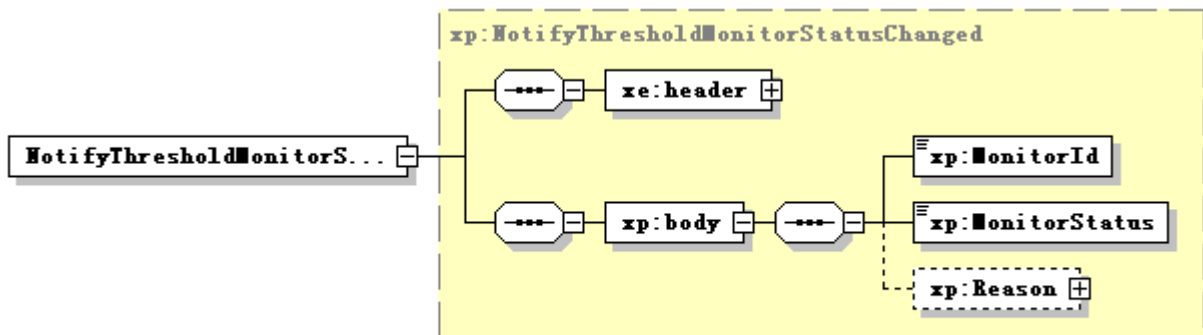 xp:NotifyThresholdMonitorStatusChanged
xe:header
NotifyThresholdMonitorS...
xp:MonitorId
xp:body
xp:MonitorStatus
xp:Reason